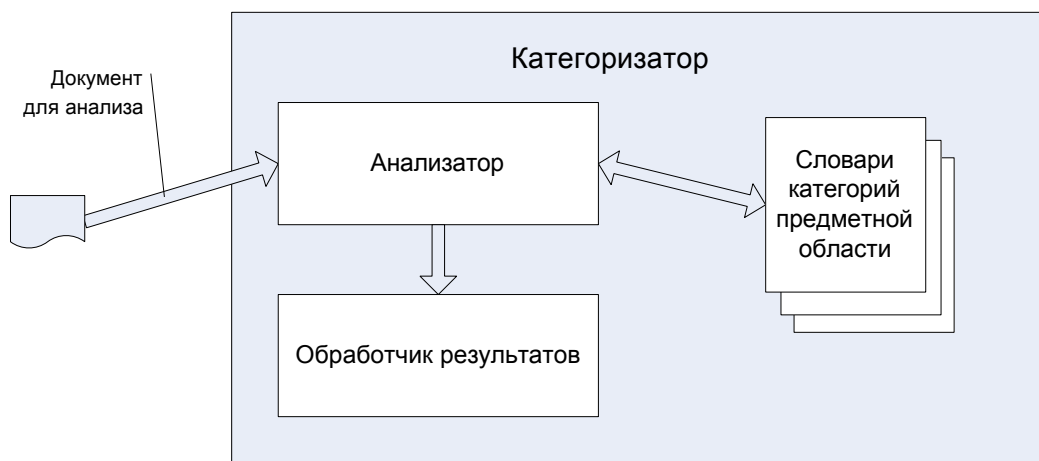 Категоризатор
Документ
для анализа
Анализатор
Словари
категорий
предметной
области
Обработчик результатов